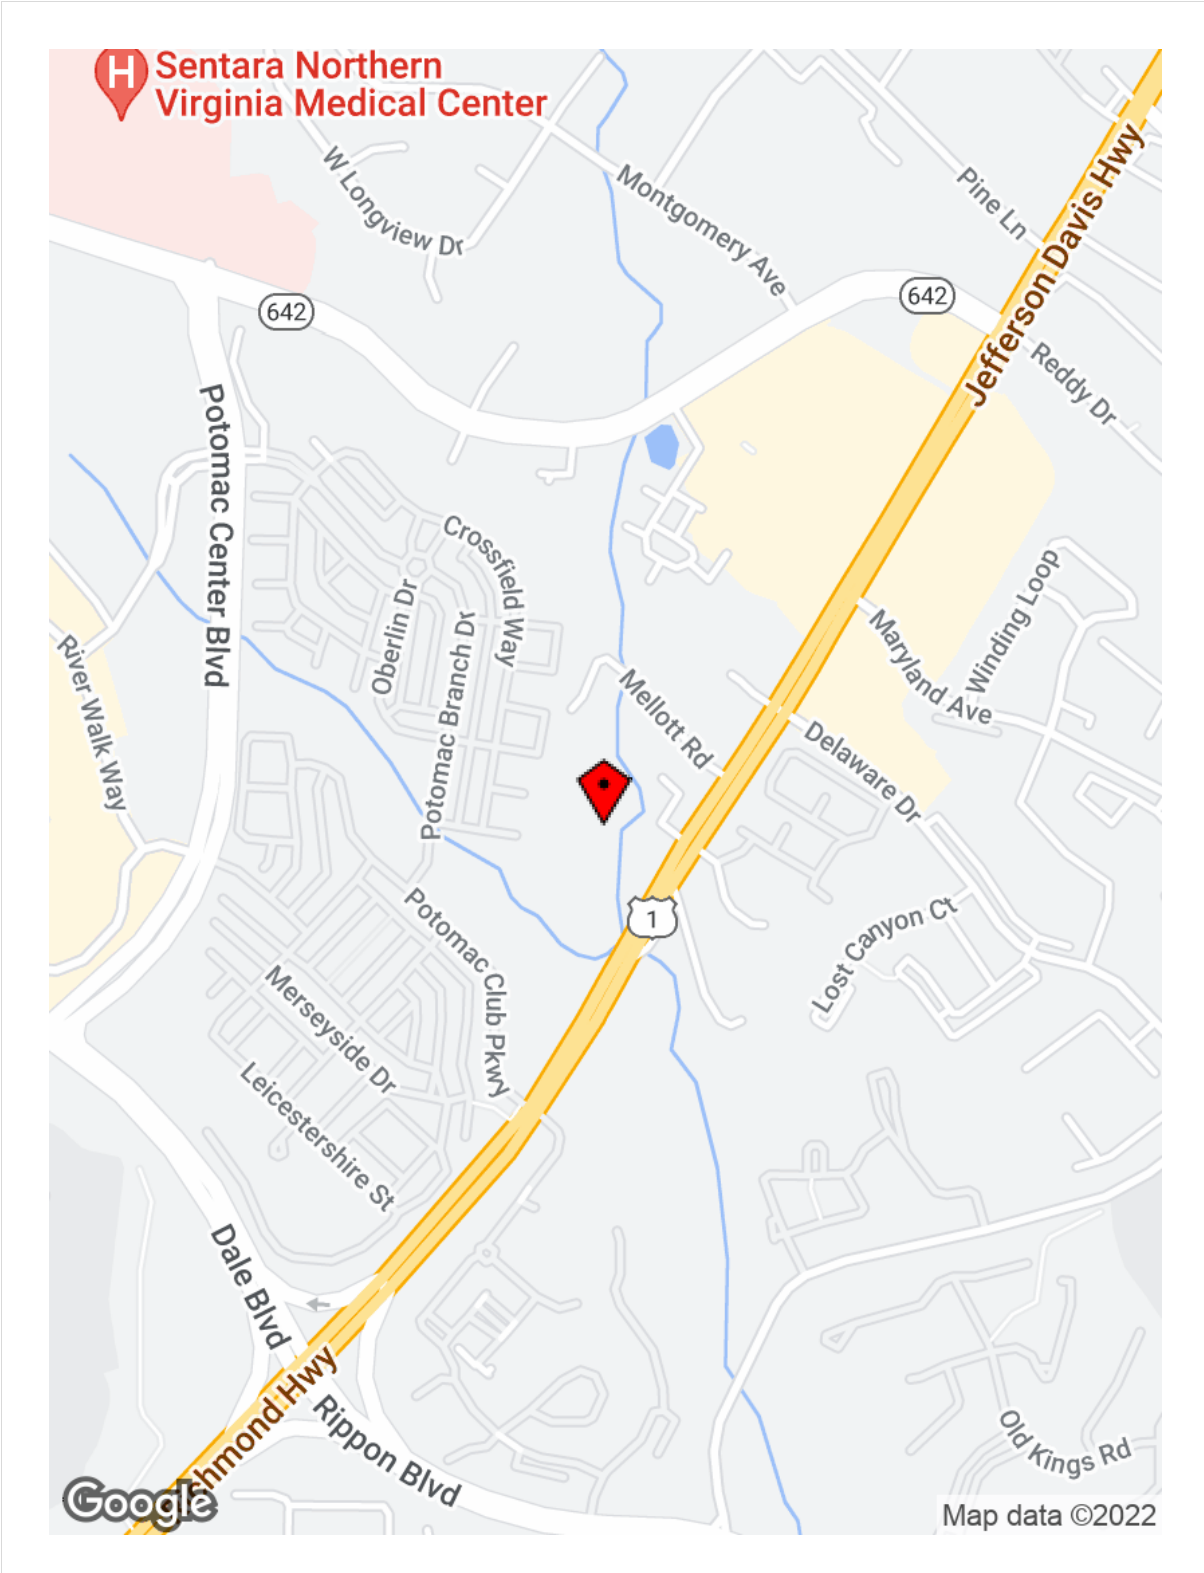 H
Sentara Northern
Virginia Medical Center
W Longview Dr
Montgomery Ave
Pine Ln
Jefferson Davis Hwy
642
642
Reddy Dr
Potomac Center Blvd
Crossfield Way
Oberlin Dr
Potomac Branch Dr
Winding Loop
Maryland Ave
River Walk Way
Mellott Rd
Delaware Dr
1
Lost Canyon Ct
Potomac Club Pkwy
Merseyside Dr
Leicestershire St
Dale Blvd
Hwy
Rippon Blvd
Old Kings Rd
Google
Map data ©2022